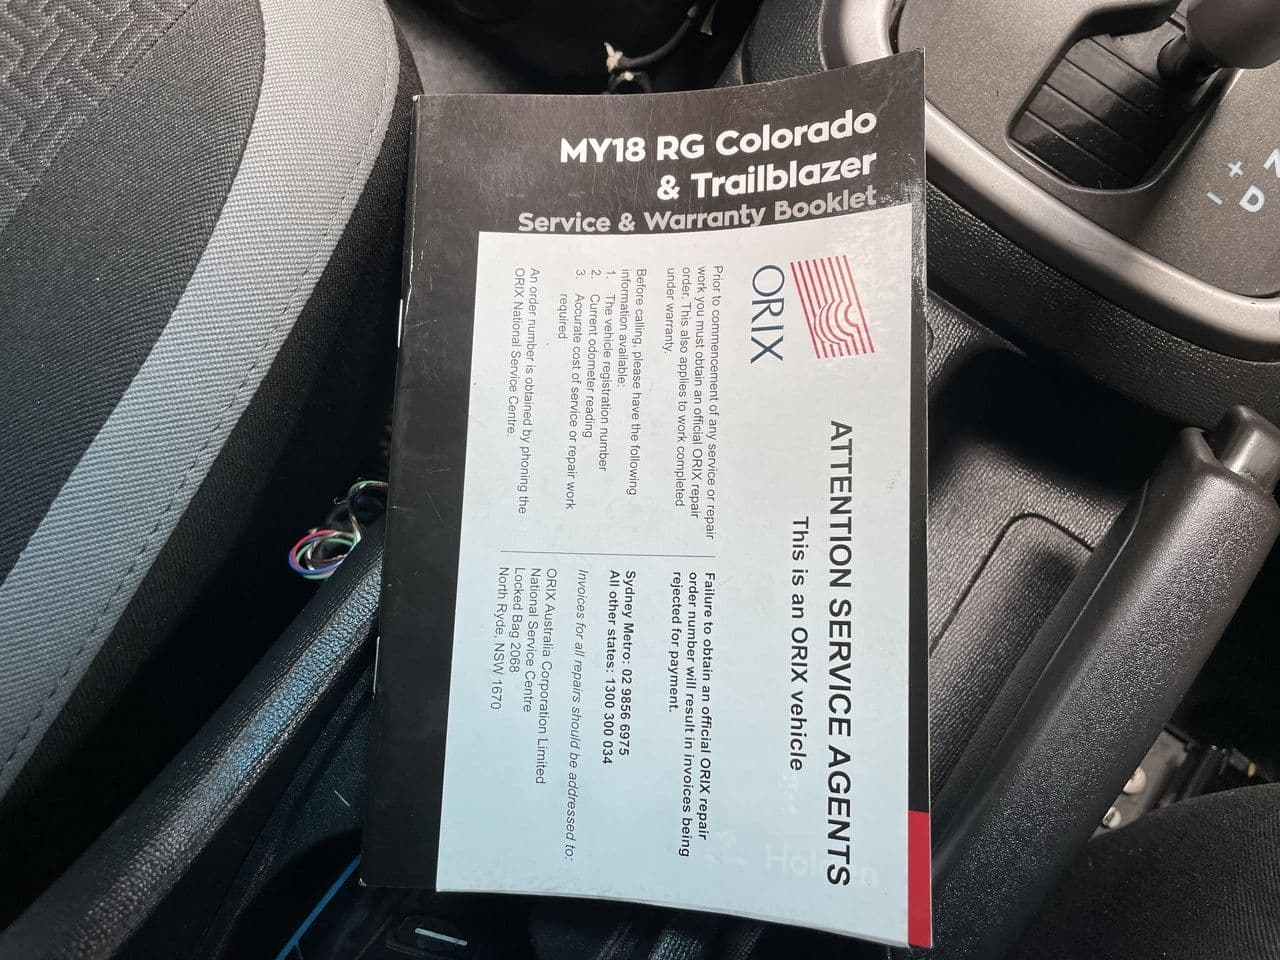 MY18 RG Colorado
& Trailblazer
Service & Warranty Booklet
ORIX
ATTENTION SERVICE AGENTS
This is an ORIX vehicle
Prior to commencement of any service or repair
work you must obtain an official ORIX repair
order. This also applies to work completed
under warranty.
Before calling, please have the following
information available:
1. The vehicle registration number
2. Current odometer reading
3. Accurate cost of service or repair work
required
An order number is obtained by phoning the
ORIX National Service Centre.
Failure to obtain an official ORIX repair
order number will result in invoices being
rejected for payment.
Sydney Metro: 02 9856 6975
All other states: 1300 300 034
Invoices for all repairs should be addressed to:
ORIX Australia Corporation Limited
National Service Centre
Locked Bag 2068
North Ryde, NSW 1670
Holden
+
-
D